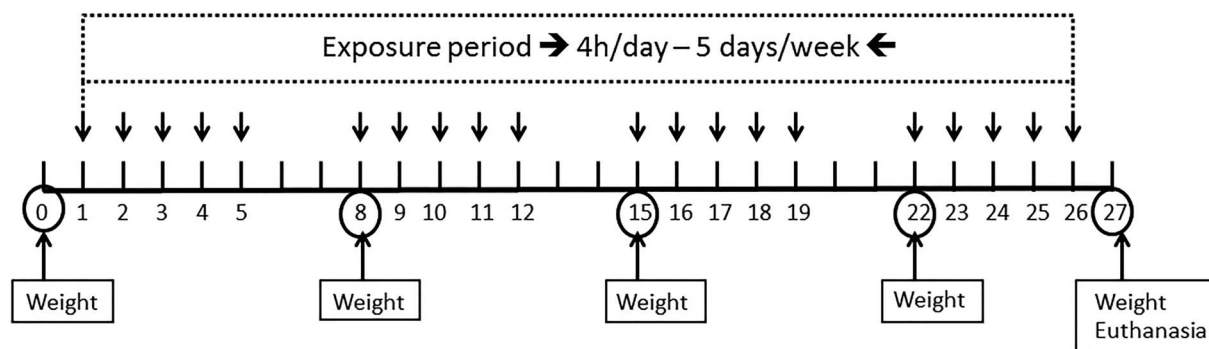 Exposure period ➔ 4h/day – 5 days/week ←
0 1 2 3 4 5 8 9 10 11 12 15 16 17 18 19 22 23 24 25 26 27
Weight Weight Weight Weight Weight
Euthanasia